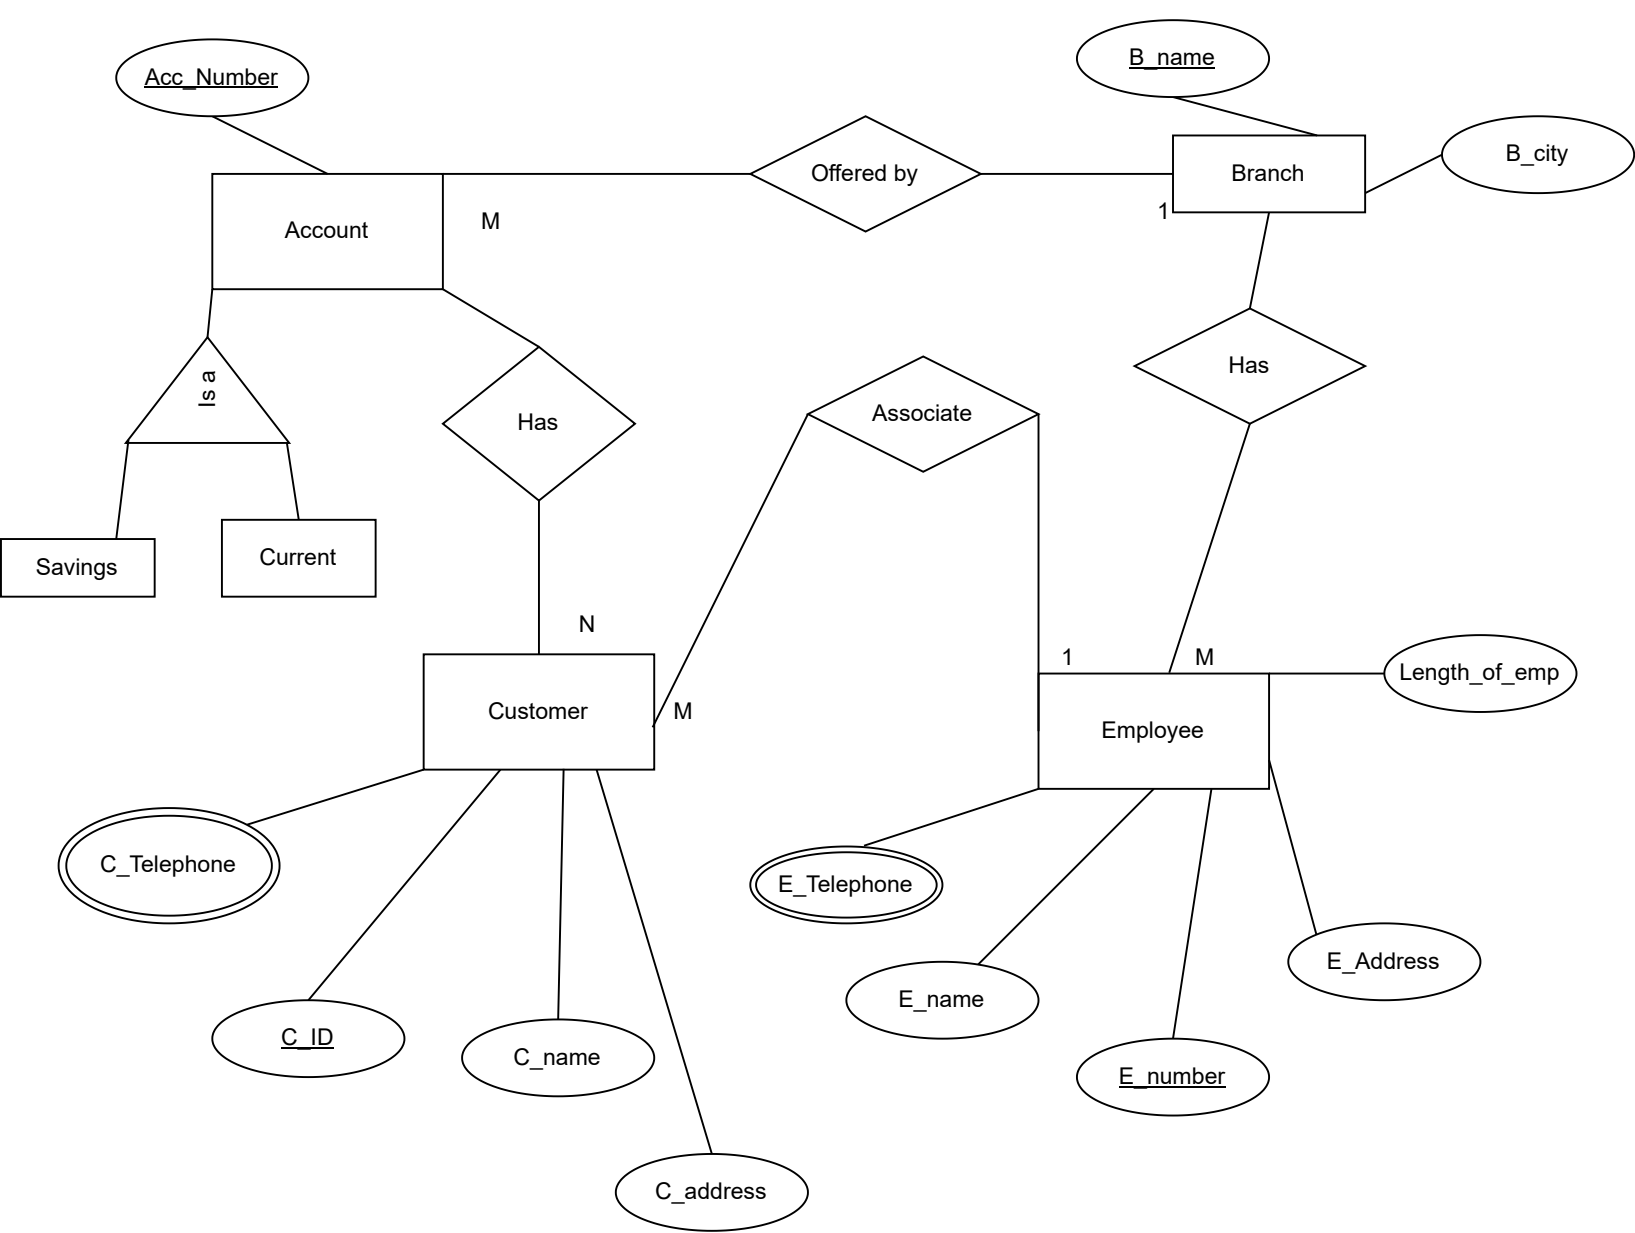 B_name
Acc_Number
B_city
Offered by
Branch
1
M
Account
Has
Is a
Associate
Has
Current
Savings
N
1
M
Length_of_emp
Customer
M
Employee
C_Telephone
E_Telephone
E_Address
E_name
C_ID
C_name
E_number
C_address